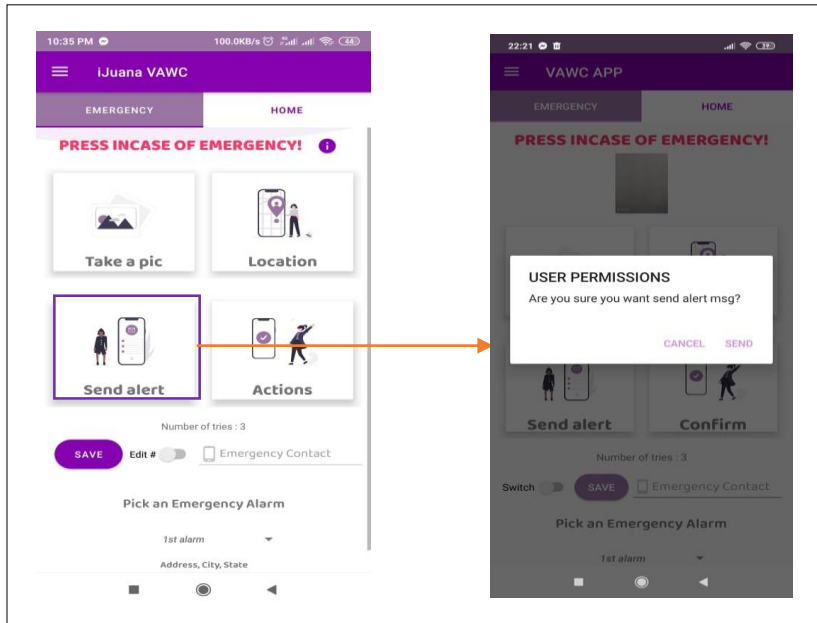 10:35 PM
100.0KB/s
44
iJuana VAWC
EMERGENCY
HOME
PRESS INCASE OF EMERGENCY!
i
Take a pic
Location
Send alert
Actions
Number of tries : 3
SAVE
Edit #
Emergency Contact
Pick an Emergency Alarm
1st alarm
Address, City, State
22:21
39
VAWC APP
EMERGENCY
HOME
PRESS INCASE OF EMERGENCY!
USER PERMISSIONS
Are you sure you want send alert msg?
CANCEL
SEND
Send alert
Confirm
Number of tries : 3
Switch
SAVE
Emergency Contact
Pick an Emergency Alarm
1st alarm